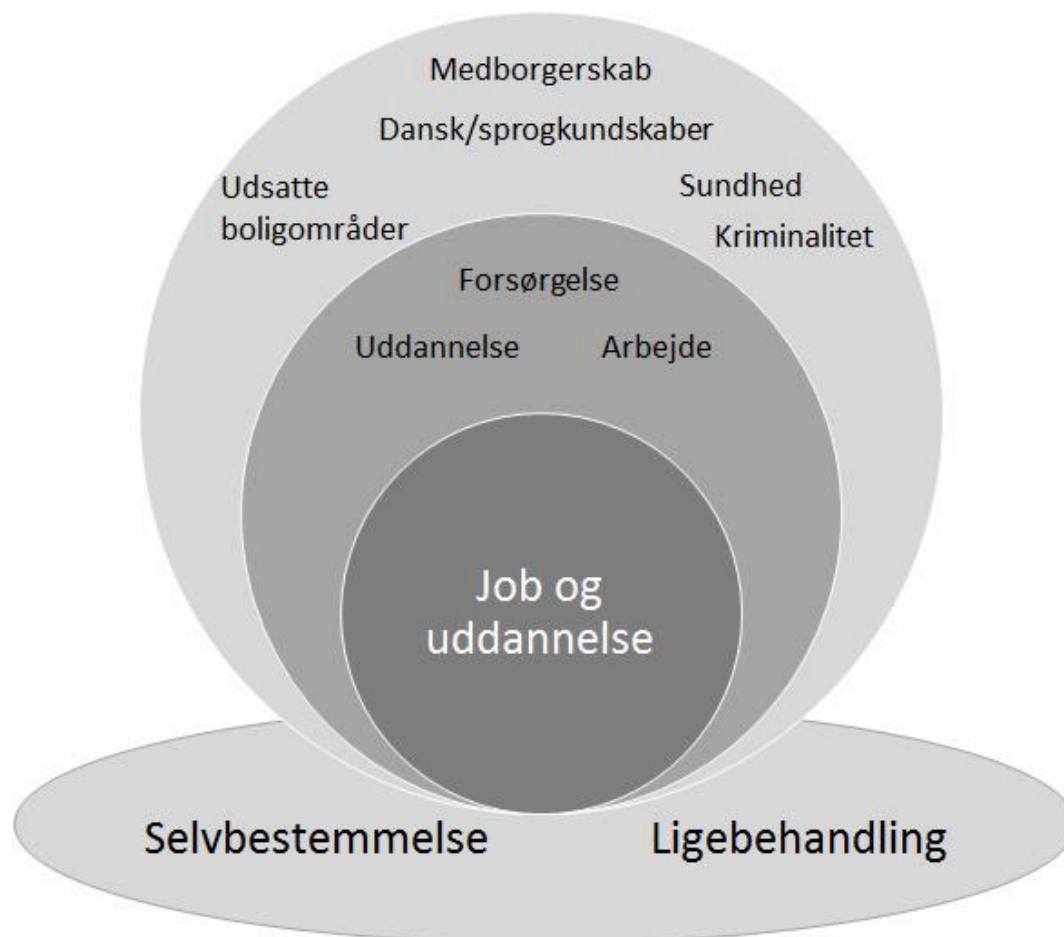 Medborgerskab
Dansk/sprogkundskaber
Udsatte
boligområder
Sundhed
Kriminalitet
Forsørgelse
Uddannelse
Arbejde
Job og
uddannelse
Selvbestemmelse
Ligebehandling